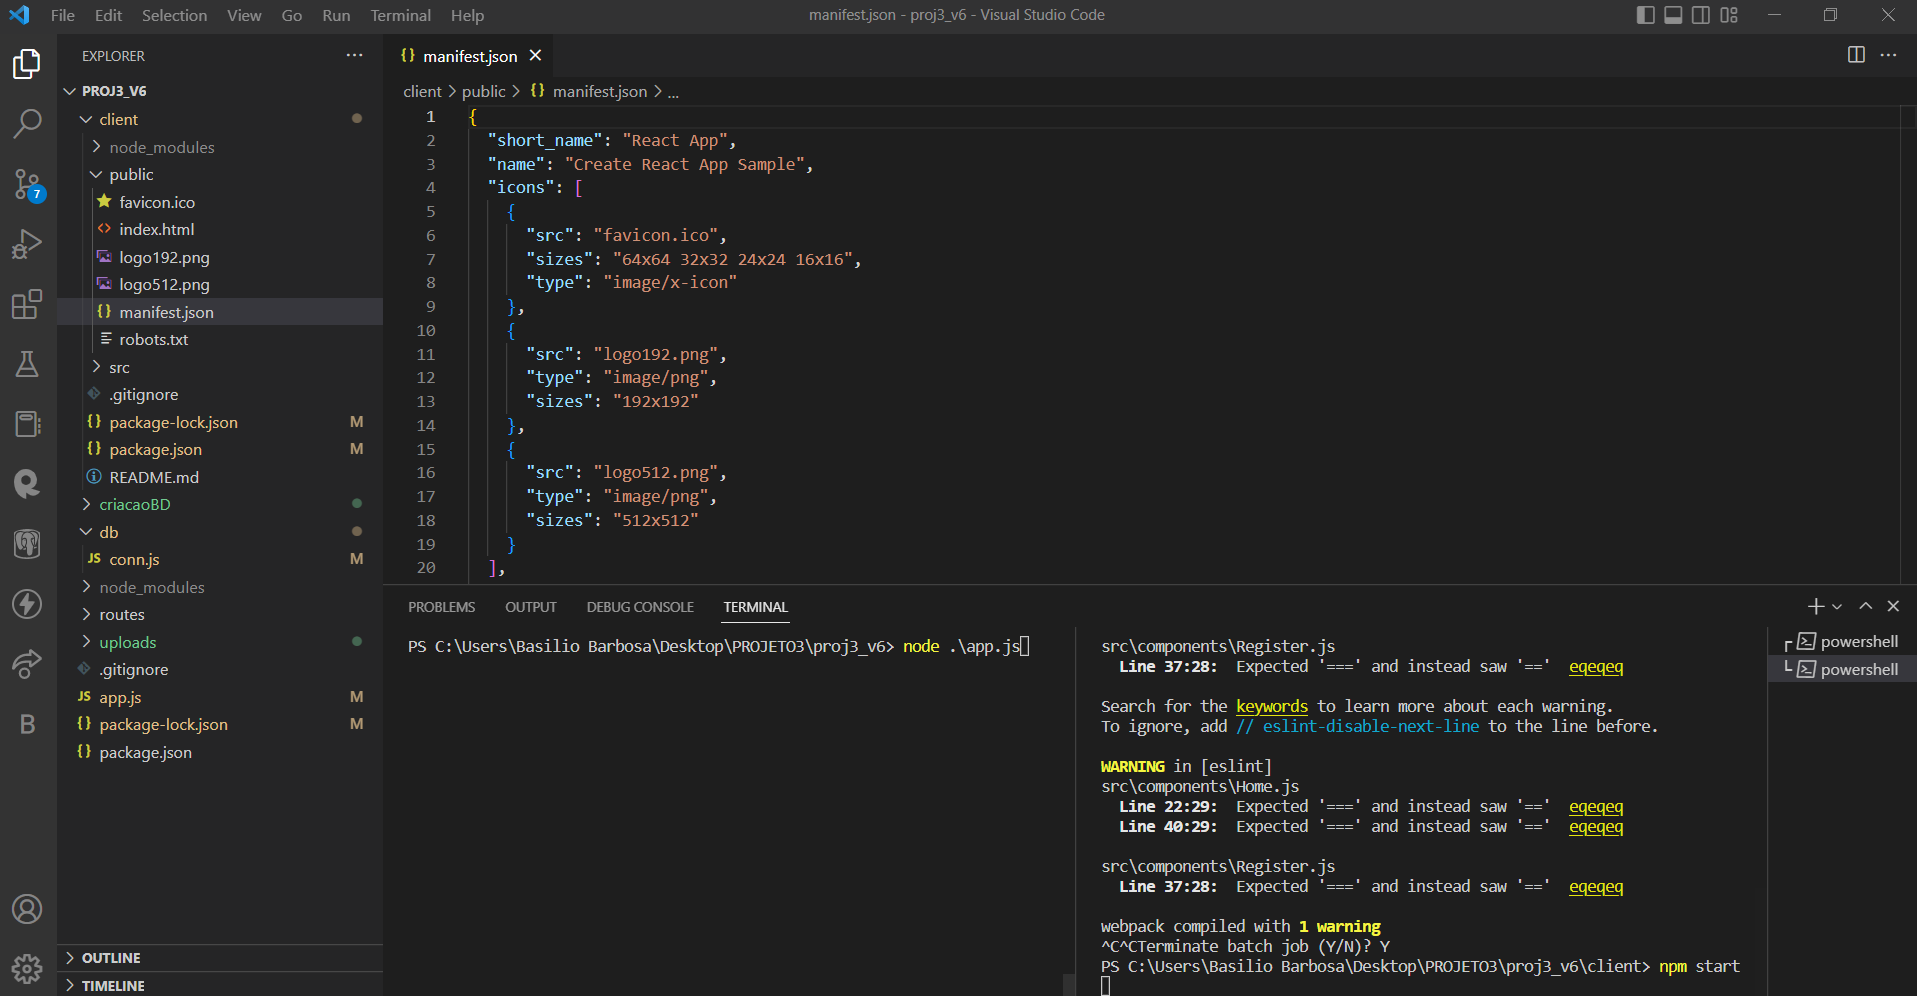 File Edit Selection View Go Run Terminal Help
manifest.json - proj3_v6 - Visual Studio Code
EXPLORER
PROJ3_V6
client
node_modules
public
favicon.ico
index.html
logo192.png
logo512.png
manifest.json
robots.txt
src
.gitignore
package-lock.json M
package.json M
README.md
criacaoBD
db
JS conn.js M
node_modules
routes
uploads
.gitignore
JS app.js M
package-lock.json M
package.json
OUTLINE
TIMELINE
7
B
{} manifest.json
client > public > {} manifest.json > ...
1 {
2 "short_name": "React App",
3 "name": "Create React App Sample",
4 "icons": [
5 {
6 "src": "favicon.ico",
7 "sizes": "64x64 32x32 24x24 16x16",
8 "type": "image/x-icon"
9 },
10 {
11 "src": "logo192.png",
12 "type": "image/png",
13 "sizes": "192x192"
14 },
15 {
16 "src": "logo512.png",
17 "type": "image/png",
18 "sizes": "512x512"
19 }
20 ],
PROBLEMS OUTPUT DEBUG CONSOLE TERMINAL
PS C:\Users\Basilio Barbosa\Desktop\PROJETO3\proj3_v6> node .\app.js
src\components\Register.js
Line 37:28: Expected '===' and instead saw '==' eqeqeq
Search for the keywords to learn more about each warning.
To ignore, add // eslint-disable-next-line to the line before.
WARNING in [eslint]
src\components\Home.js
Line 22:29: Expected '===' and instead saw '==' eqeqeq
Line 40:29: Expected '===' and instead saw '==' eqeqeq
src\components\Register.js
Line 37:28: Expected '===' and instead saw '==' eqeqeq
webpack compiled with 1 warning
^C^CTerminate batch job (Y/N)? Y
PS C:\Users\Basilio Barbosa\Desktop\PROJETO3\proj3_v6\client> npm start
powershell
powershell